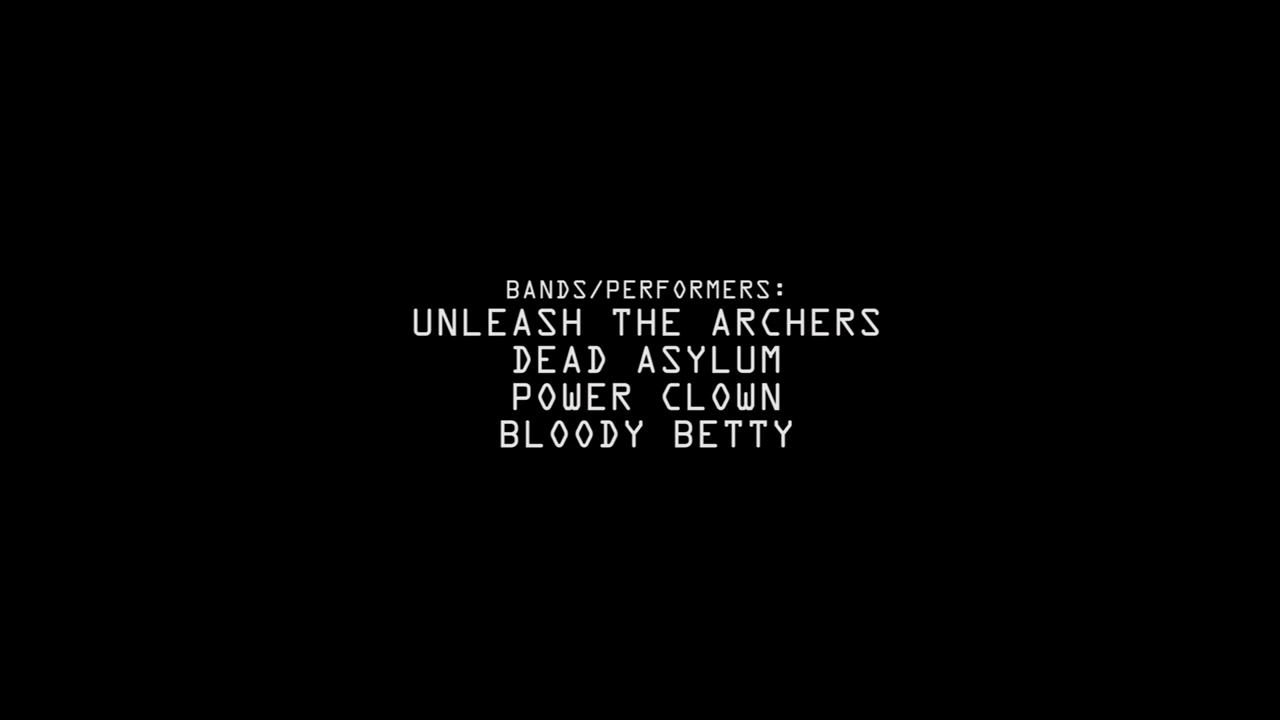 BANDS/PERFORMERS:
UNLEASH THE ARCHERS
DEAD ASYLUM
POWER CLOWN
BLOODY BETTY